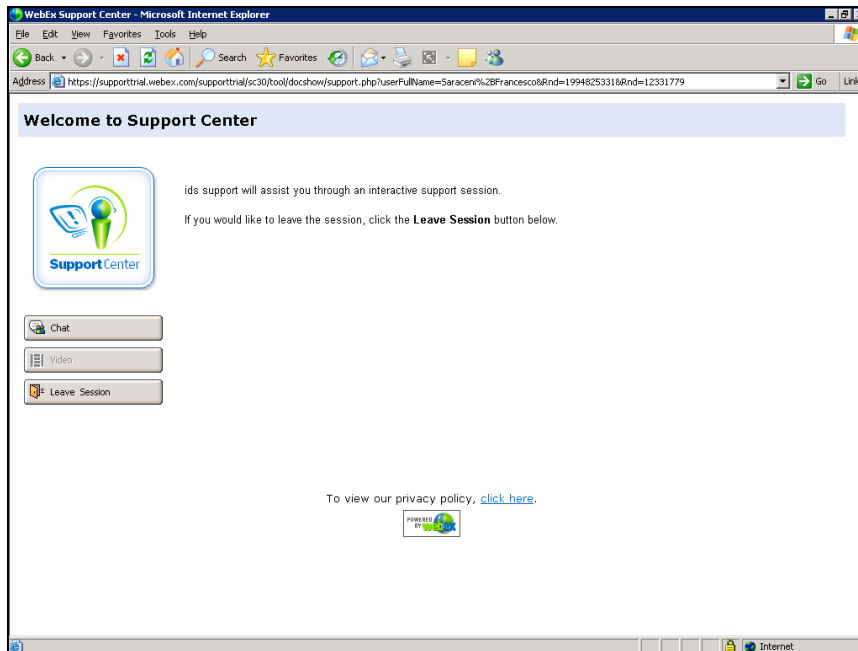 WebEx Support Center - Microsoft Internet Explorer
File Edit View Favorites Tools Help
Back Search Favorites
Address https://supporttrial.webex.com/supporttrial/sc30/tool/docshow/support.php?userFullName=Saraceni%2BFrancesco&Rnd=1994825331&Rnd=12331779 Go Link
Welcome to Support Center
ids support will assist you through an interactive support session.
If you would like to leave the session, click the Leave Session button below.
Support Center
Chat
Video
Leave Session
To view our privacy policy, click here.
POWERED
BY webex
Internet